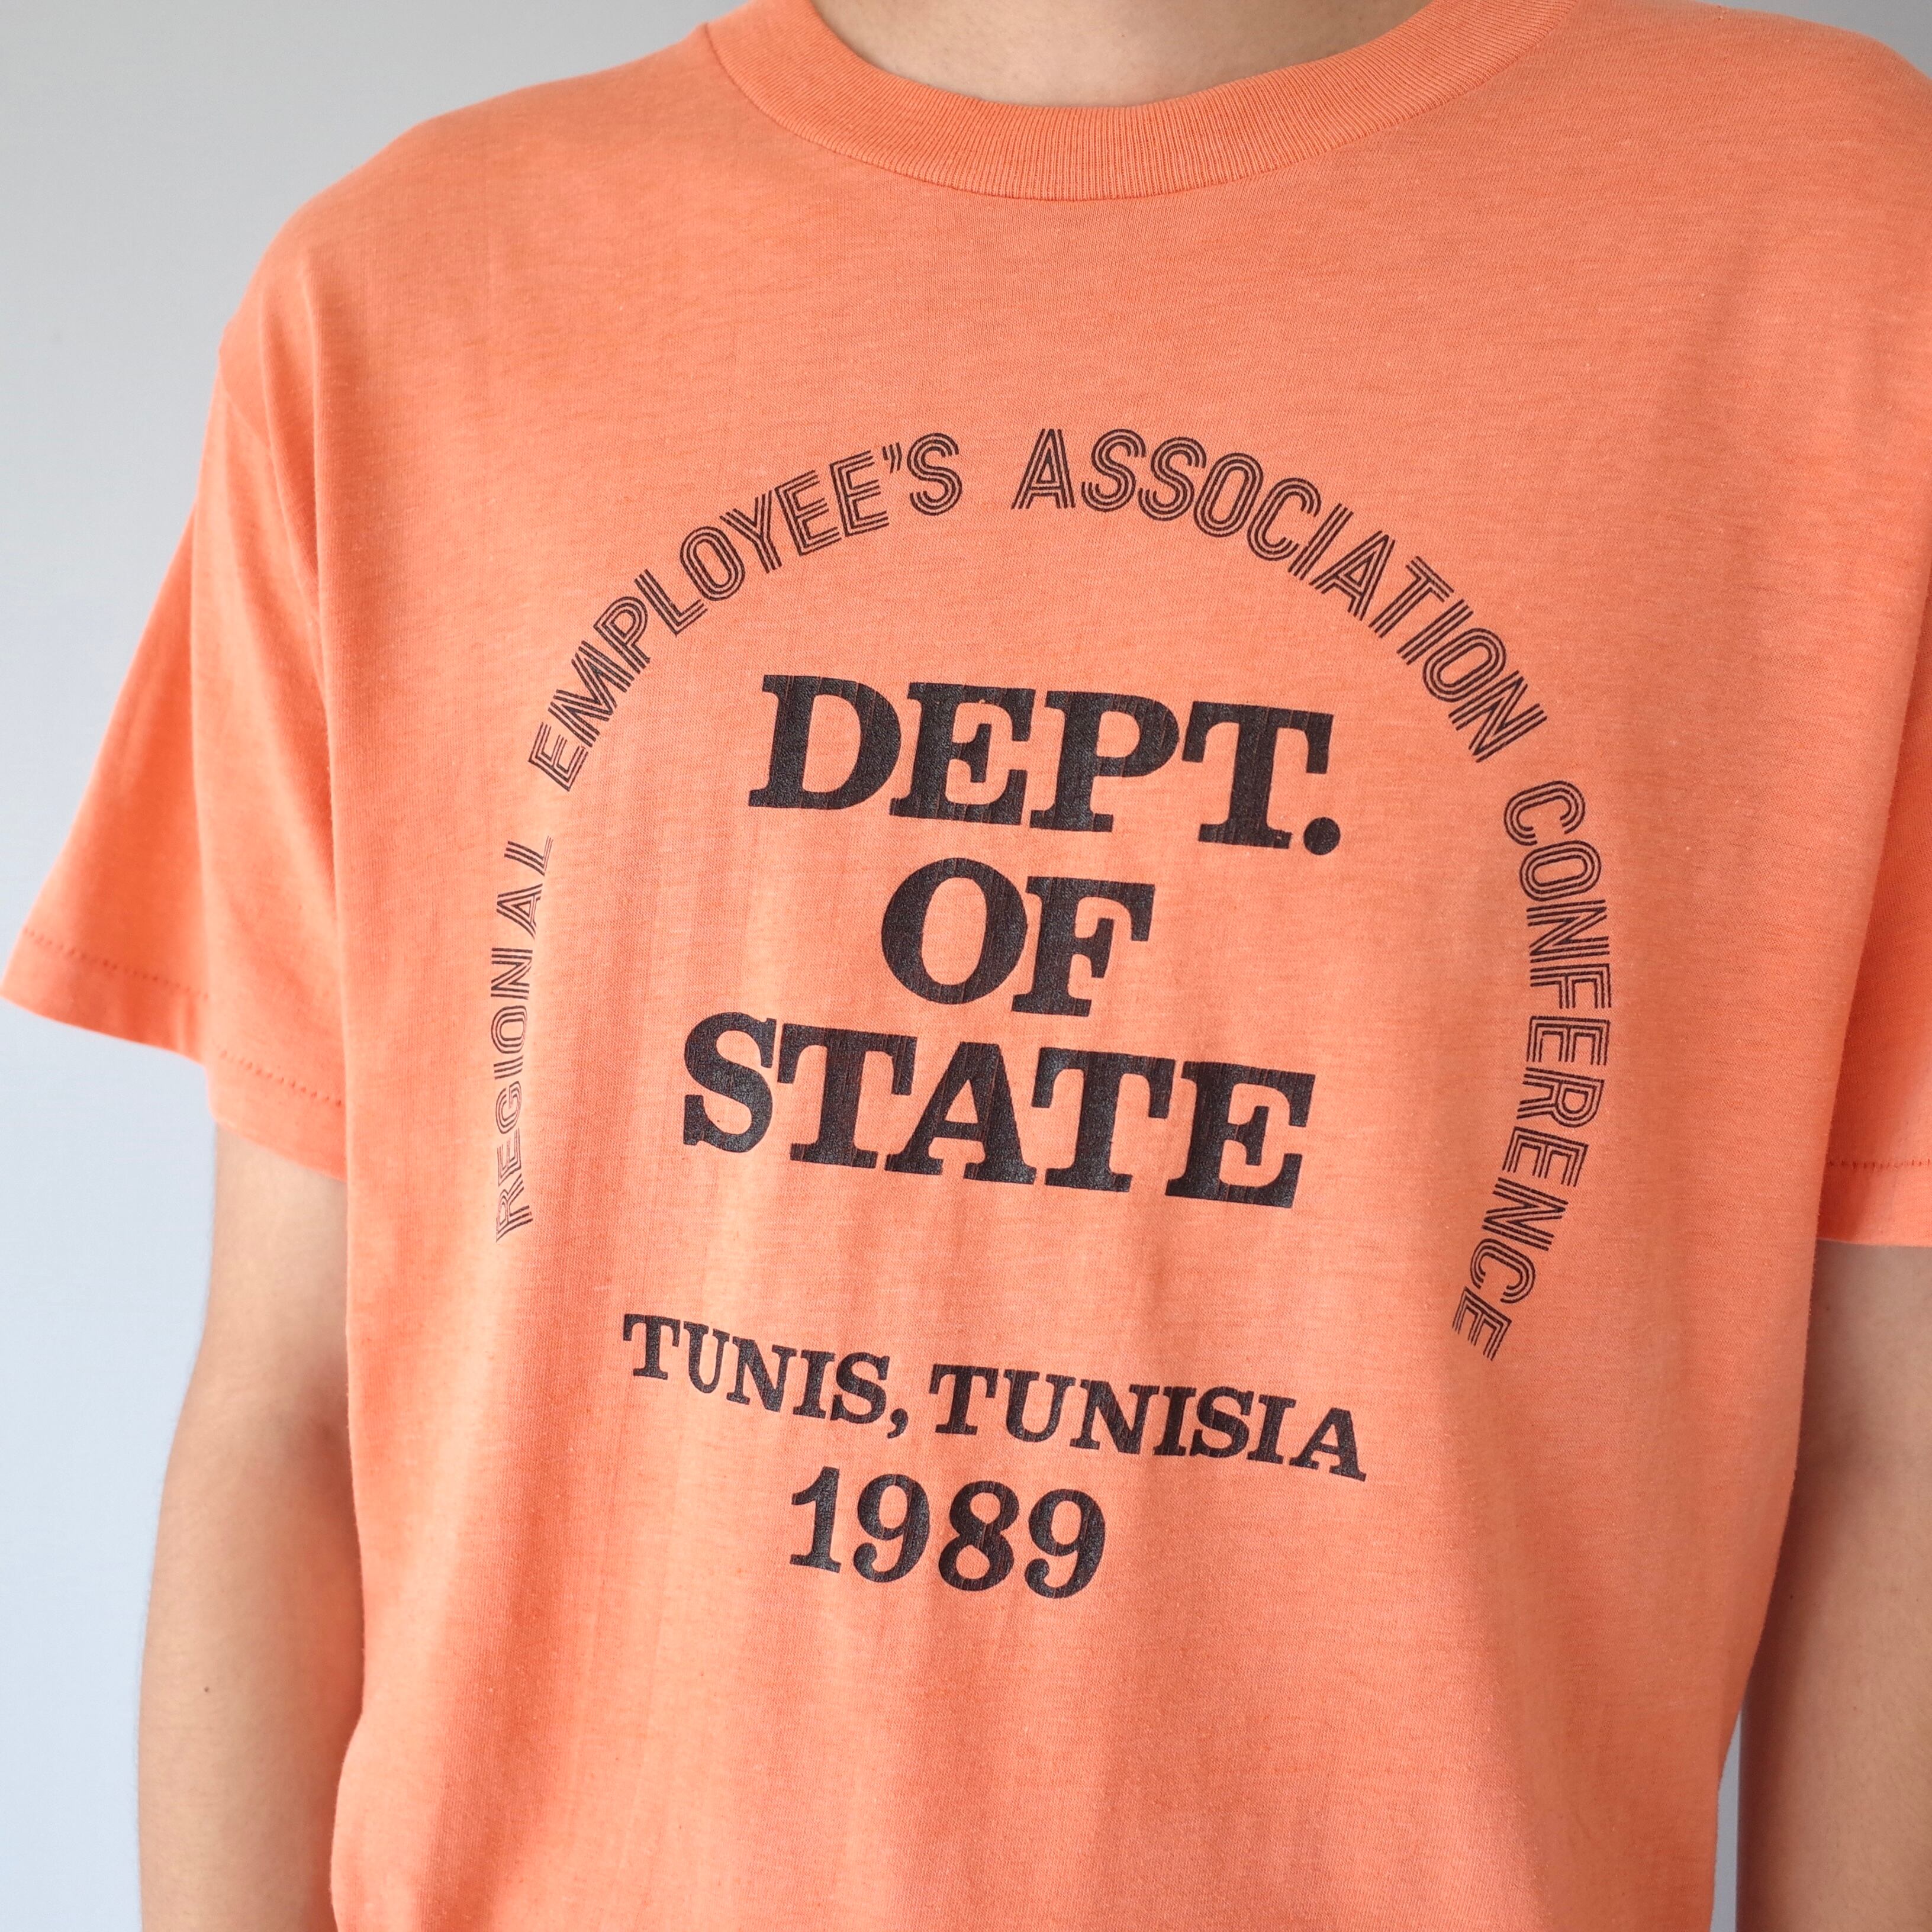 REGIONAL EMPLOYEE'S ASSOCIATION CONFERENCE
DEPT.
OF
STATE
TUNIS, TUNISIA
1989